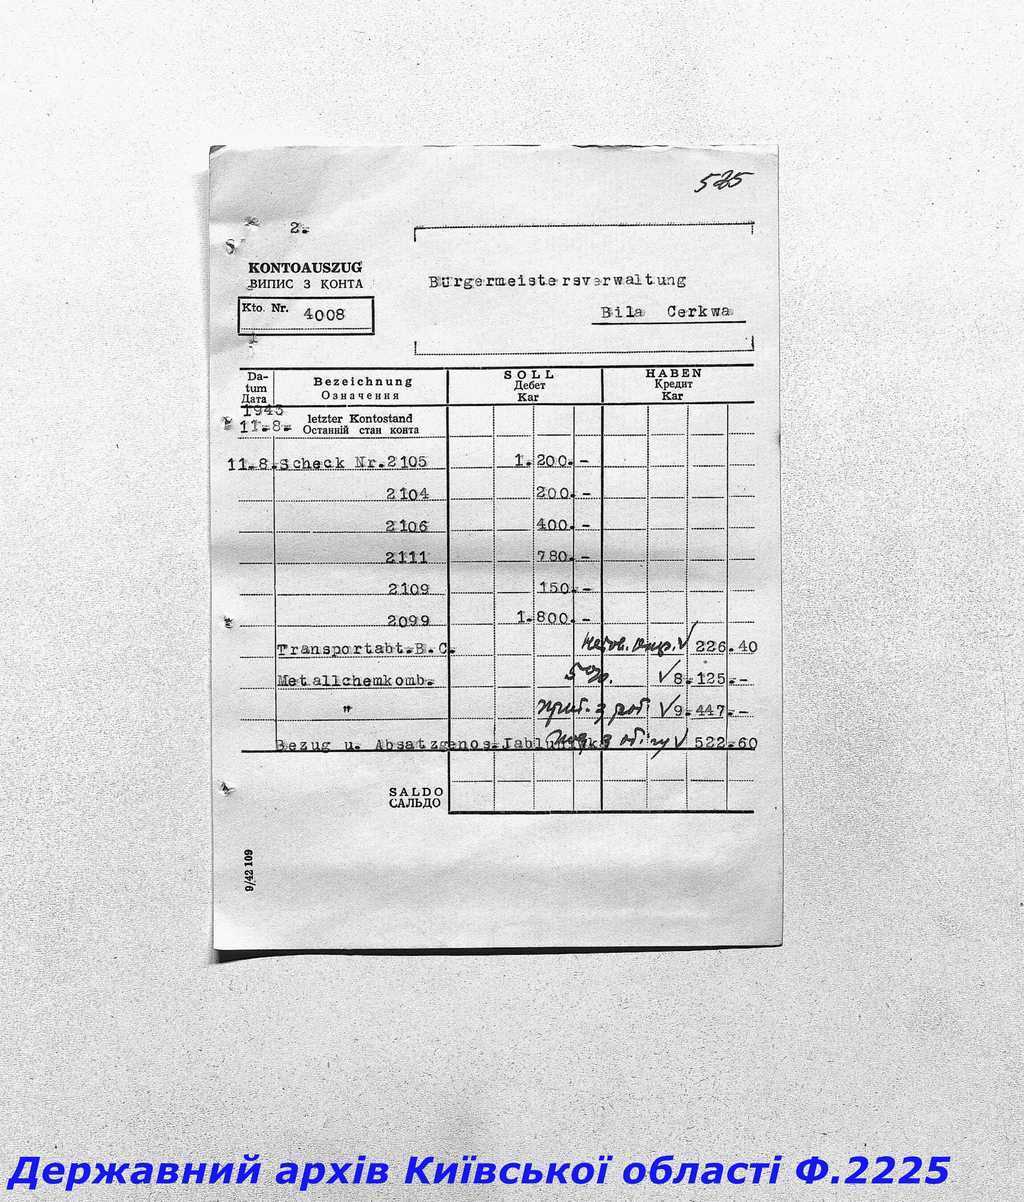 525
2.
KONTOAUSZUG
ВИПИС З КОНТА
Kto. Nr. 4008
Bürgermeistersverwaltung
Bila Cerkwa
Da-
tum
Дата
Bezeichnung
Означення
SOLL
Дебет
Kar
HABEN
Кредит
Kar
1943
11.8.
letzter Kontostand
Останній стан конта
11.8. Scheck Nr.2105 1.200.-
2104 200.-
2106 400.-
2111 780.-
2109 150.-
2099 1.800.-
Transportabt.B.C. 226.40
Metallchemkomb. 8.125.-
" 9.447.-
Bezug u. Absatzgenos. 522.60
SALDO
САЛЬДО
9/42 109
Державний архів Київської області Ф.2225